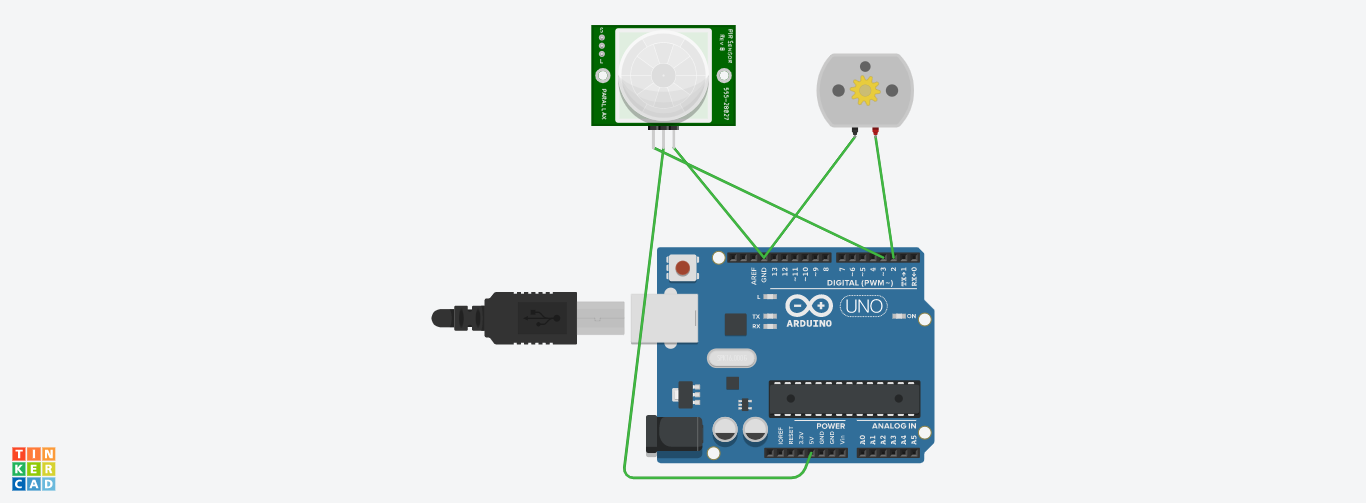 PIR Sensor
Rev B
PARALLAX
555-28027
AREF
GND
13
12
~11
~10
~9
8
7
~6
~5
4
~3
2
TX→1
RX←0
DIGITAL (PWM~)
L
TX
RX
ARDUINO
UNO
ON
POWER
ANALOG IN
IOREF
RESET
3.3V
5V
GND
GND
Vin
A0
A1
A2
A3
A4
A5
TIN
KER
CAD